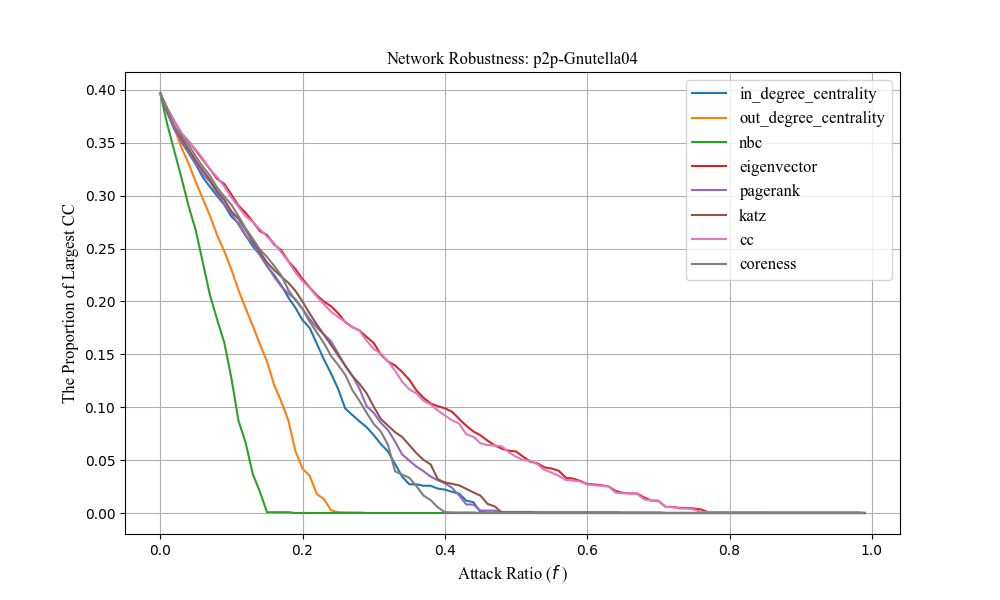 Network Robustness: p2p-Gnutella04
The Proportion of Largest CC
0.40
0.35
0.30
0.25
0.20
0.15
0.10
0.05
0.00
in_degree_centrality
out_degree_centrality
nbc
eigenvector
pagerank
katz
cc
coreness
0.0 0.2 0.4 0.6 0.8 1.0
Attack Ratio (f)